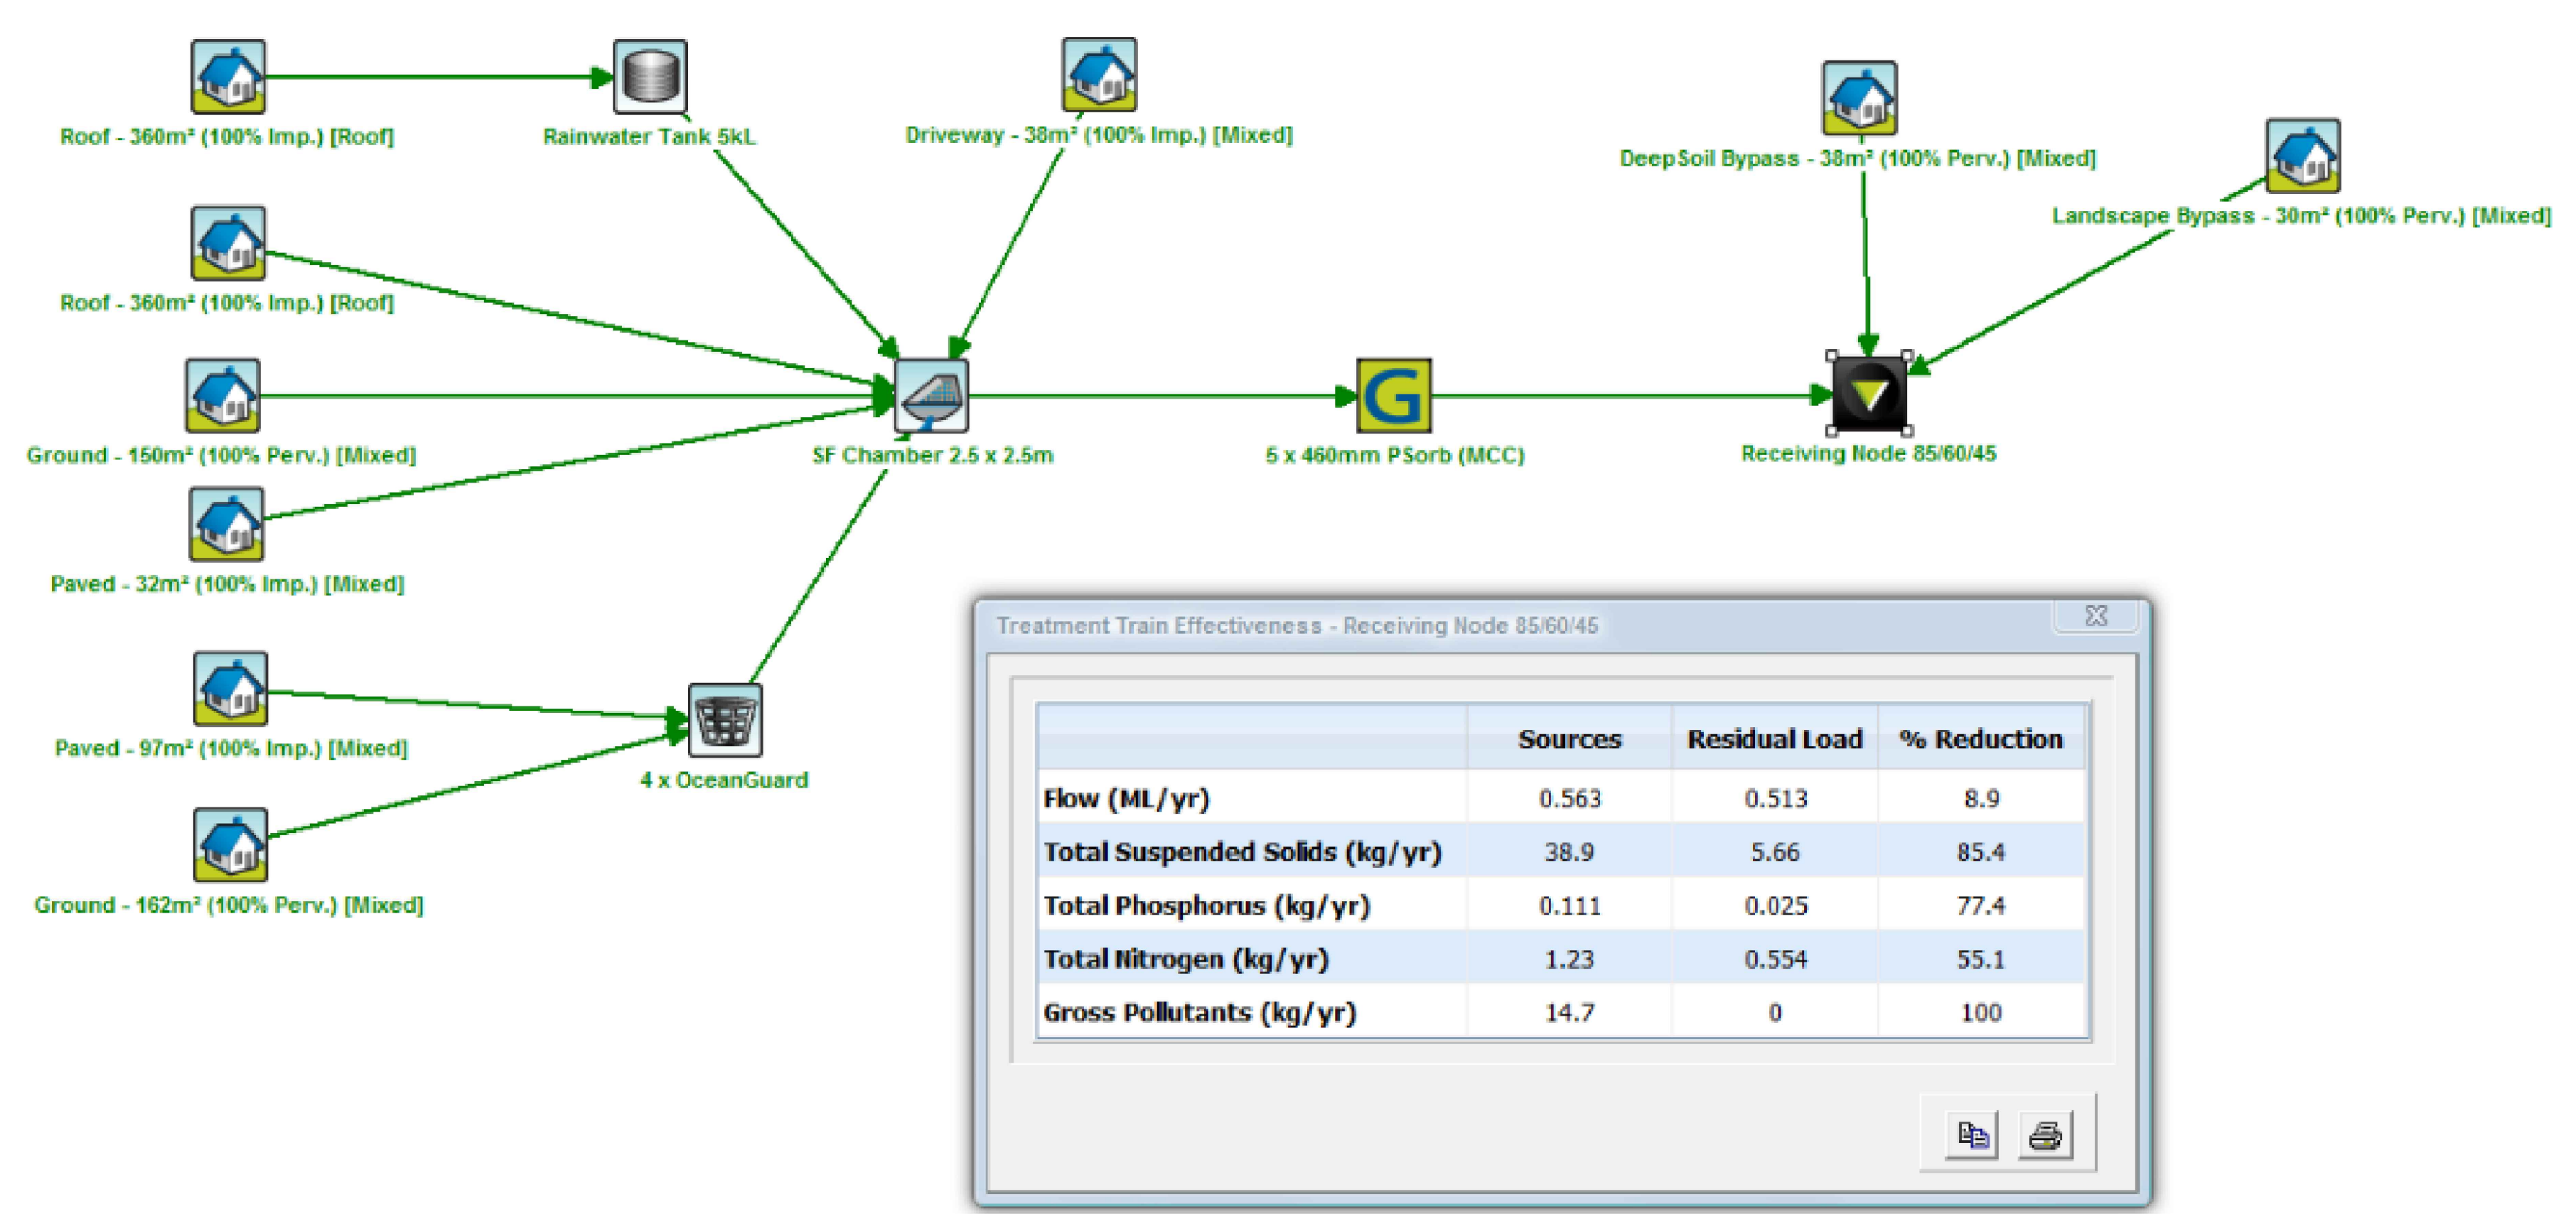 Roof - 360m² (100% Imp.) [Roof]
Rainwater Tank 5kL
Driveway - 38m² (100% Imp.) [Mixed]
DeepSoil Bypass - 38m² (100% Perv.) [Mixed]
Landscape Bypass - 30m² (100% Perv.) [Mixed]
Roof - 360m² (100% Imp.) [Roof]
Ground - 150m² (100% Perv.) [Mixed]
SF Chamber 2.5 x 2.5m
G
5 x 460mm PSorb (MCC)
Receiving Node 85/60/45
Paved - 32m² (100% Imp.) [Mixed]
Paved - 97m² (100% Imp.) [Mixed]
4 x OceanGuard
Ground - 162m² (100% Perv.) [Mixed]
Treatment Train Effectiveness - Receiving Node 85/60/45
Sources Residual Load % Reduction
Flow (ML/yr) 0.563 0.513 8.9
Total Suspended Solids (kg/yr) 38.9 5.66 85.4
Total Phosphorus (kg/yr) 0.111 0.025 77.4
Total Nitrogen (kg/yr) 1.23 0.554 55.1
Gross Pollutants (kg/yr) 14.7 0 100